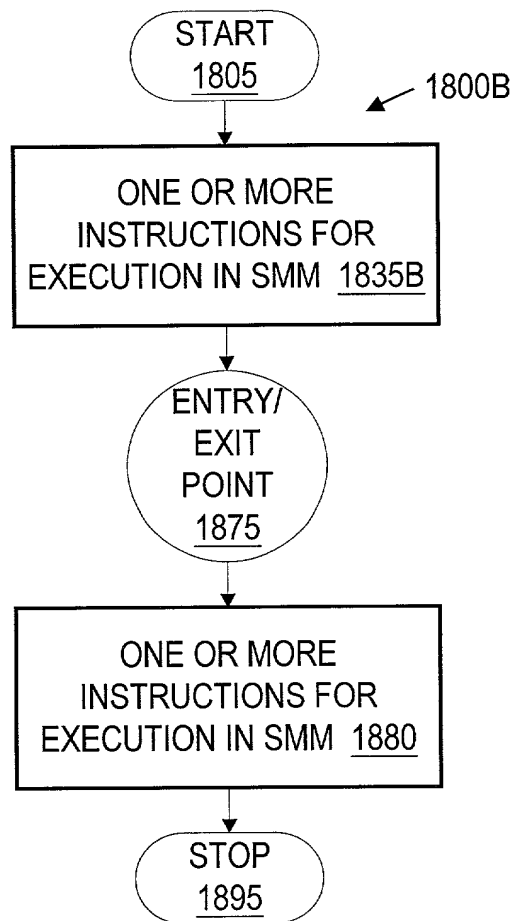 START
1805
1800B
ONE OR MORE
INSTRUCTIONS FOR
EXECUTION IN SMM 1835B
ENTRY/
EXIT
POINT
1875
ONE OR MORE
INSTRUCTIONS FOR
EXECUTION IN SMM 1880
STOP
1895